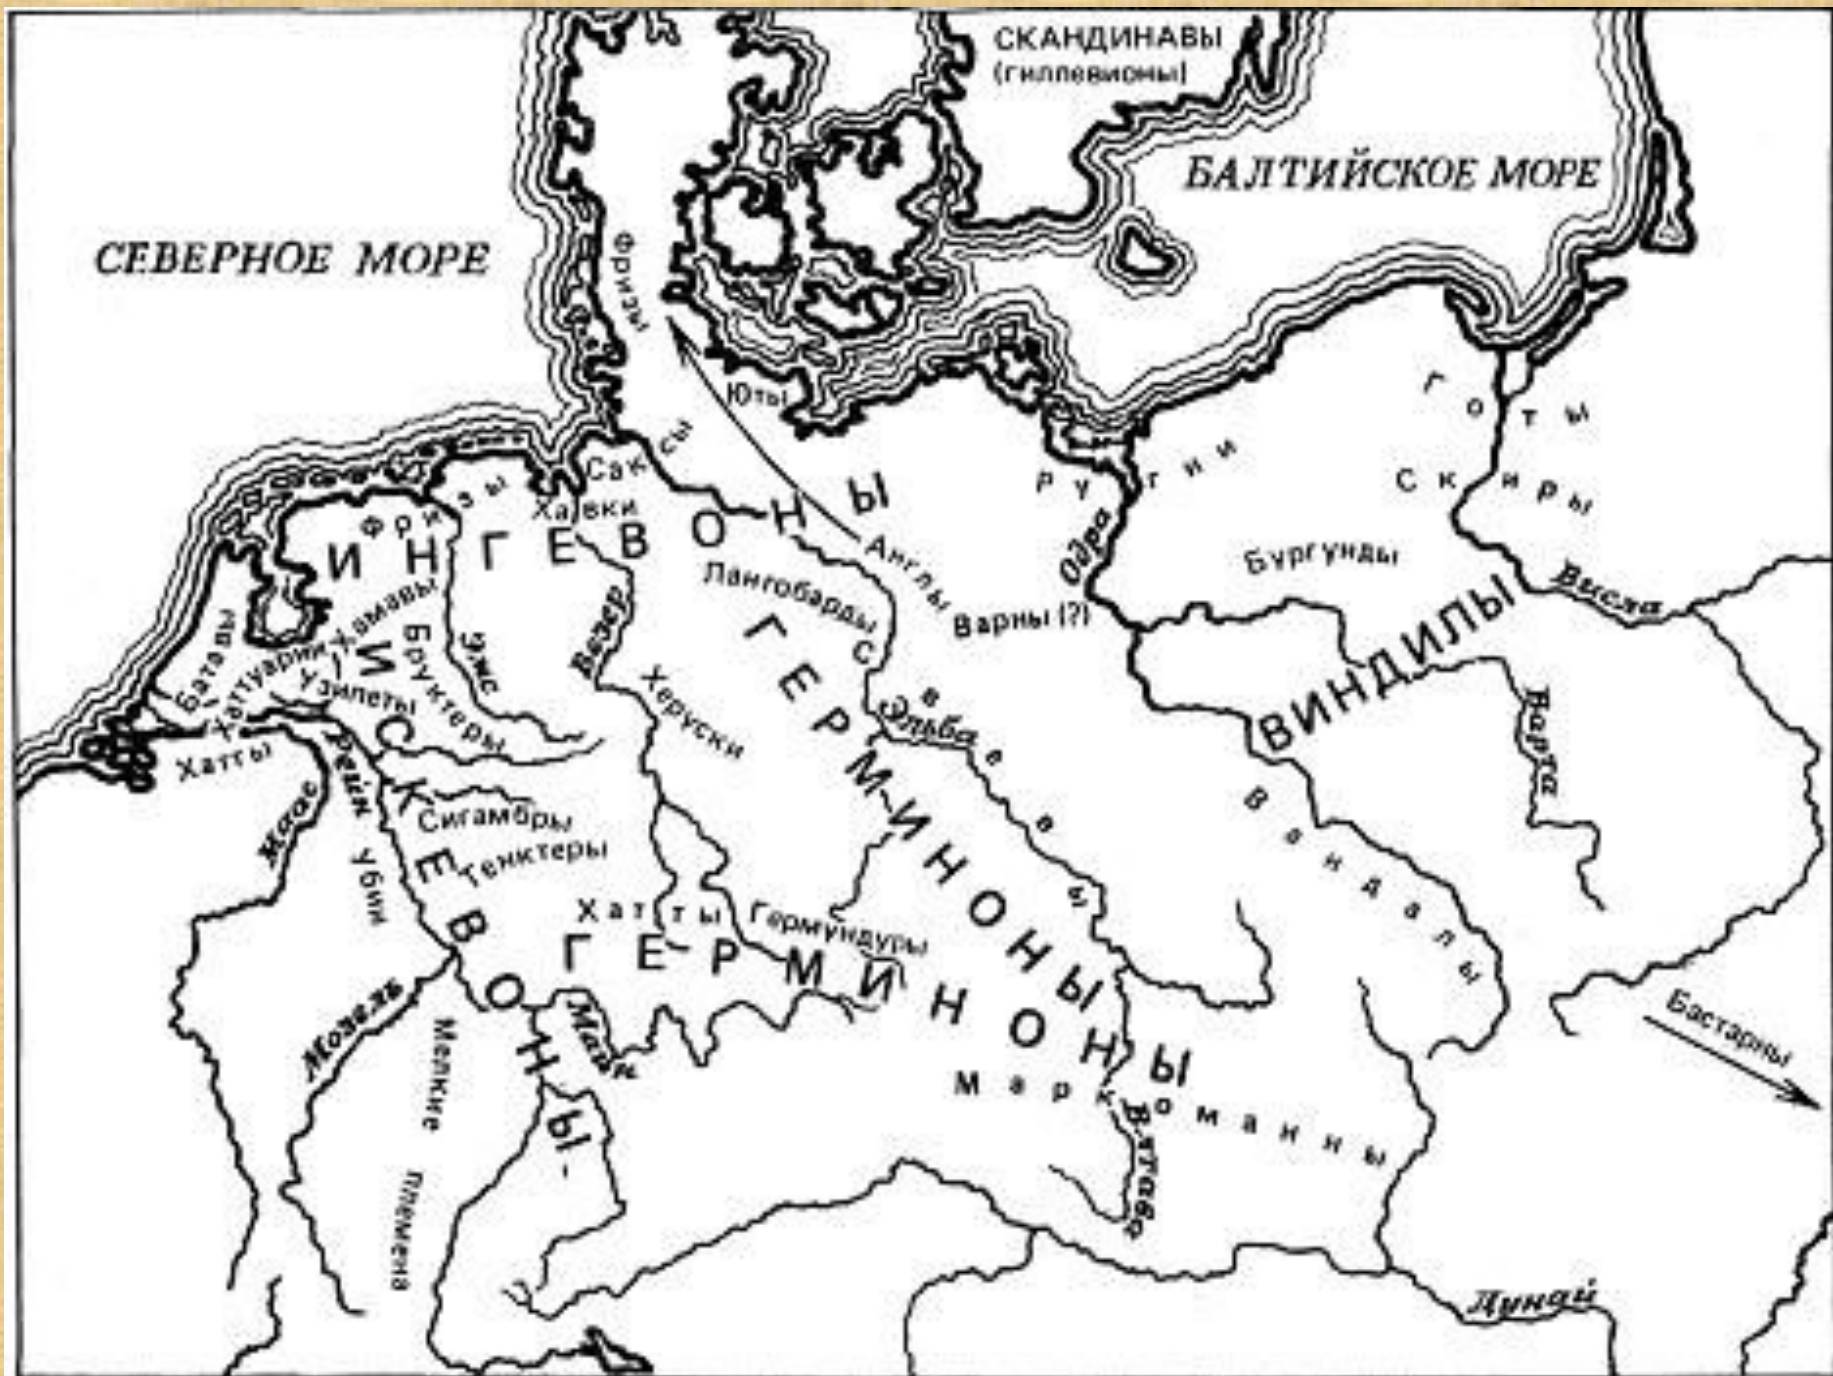 СКАНДИНАВЫ
(гиллевионы)
БАЛТИЙСКОЕ МОРЕ
СЕВЕРНОЕ МОРЕ
Фризы
Юты
Готы
Саксы
Ругии
Скиры
Фризы
Хавки
ИНГЕВОНЫ
Одра
Англы
Бургунды
Висла
Лангобарды
Варны (?)
Хамавы
Батавы
Хаттуарии
Бруктеры
Эмс
Везер
Узипеты
Херуски
Свевы
Эльба
ВИНДИЛЫ
Варта
Хатты
Рейн
Маас
ИСКЕВОНЫ
Сигамбры
Тенктеры
убии
Вандалы
ГЕРМИНОНЫ
Хатты
Гермундуры
ГЕРМИНОНЫ
Мозель
Майн
Бастарны
Мелкие
племена
Маркоманны
Влтава
Дунай